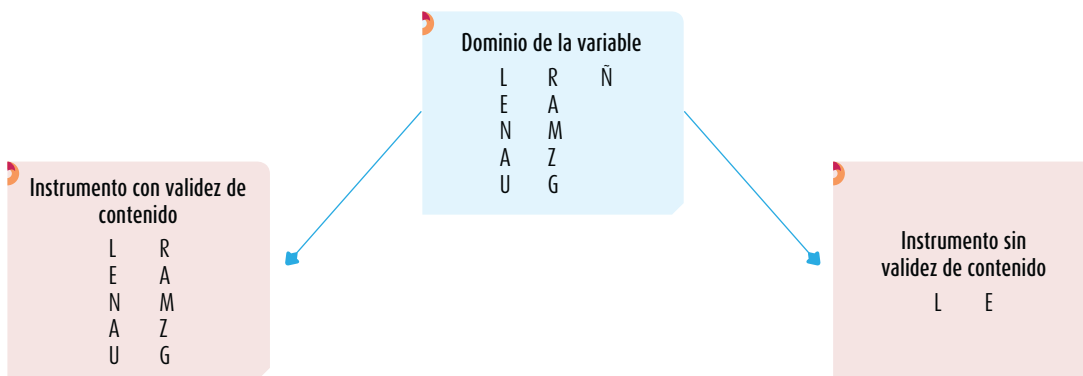 Dominio de la variable
L R Ñ
E A
N M
A Z
U G
Instrumento con validez de
contenido
L R
E A
N M
A Z
U G
Instrumento sin
validez de contenido
L E